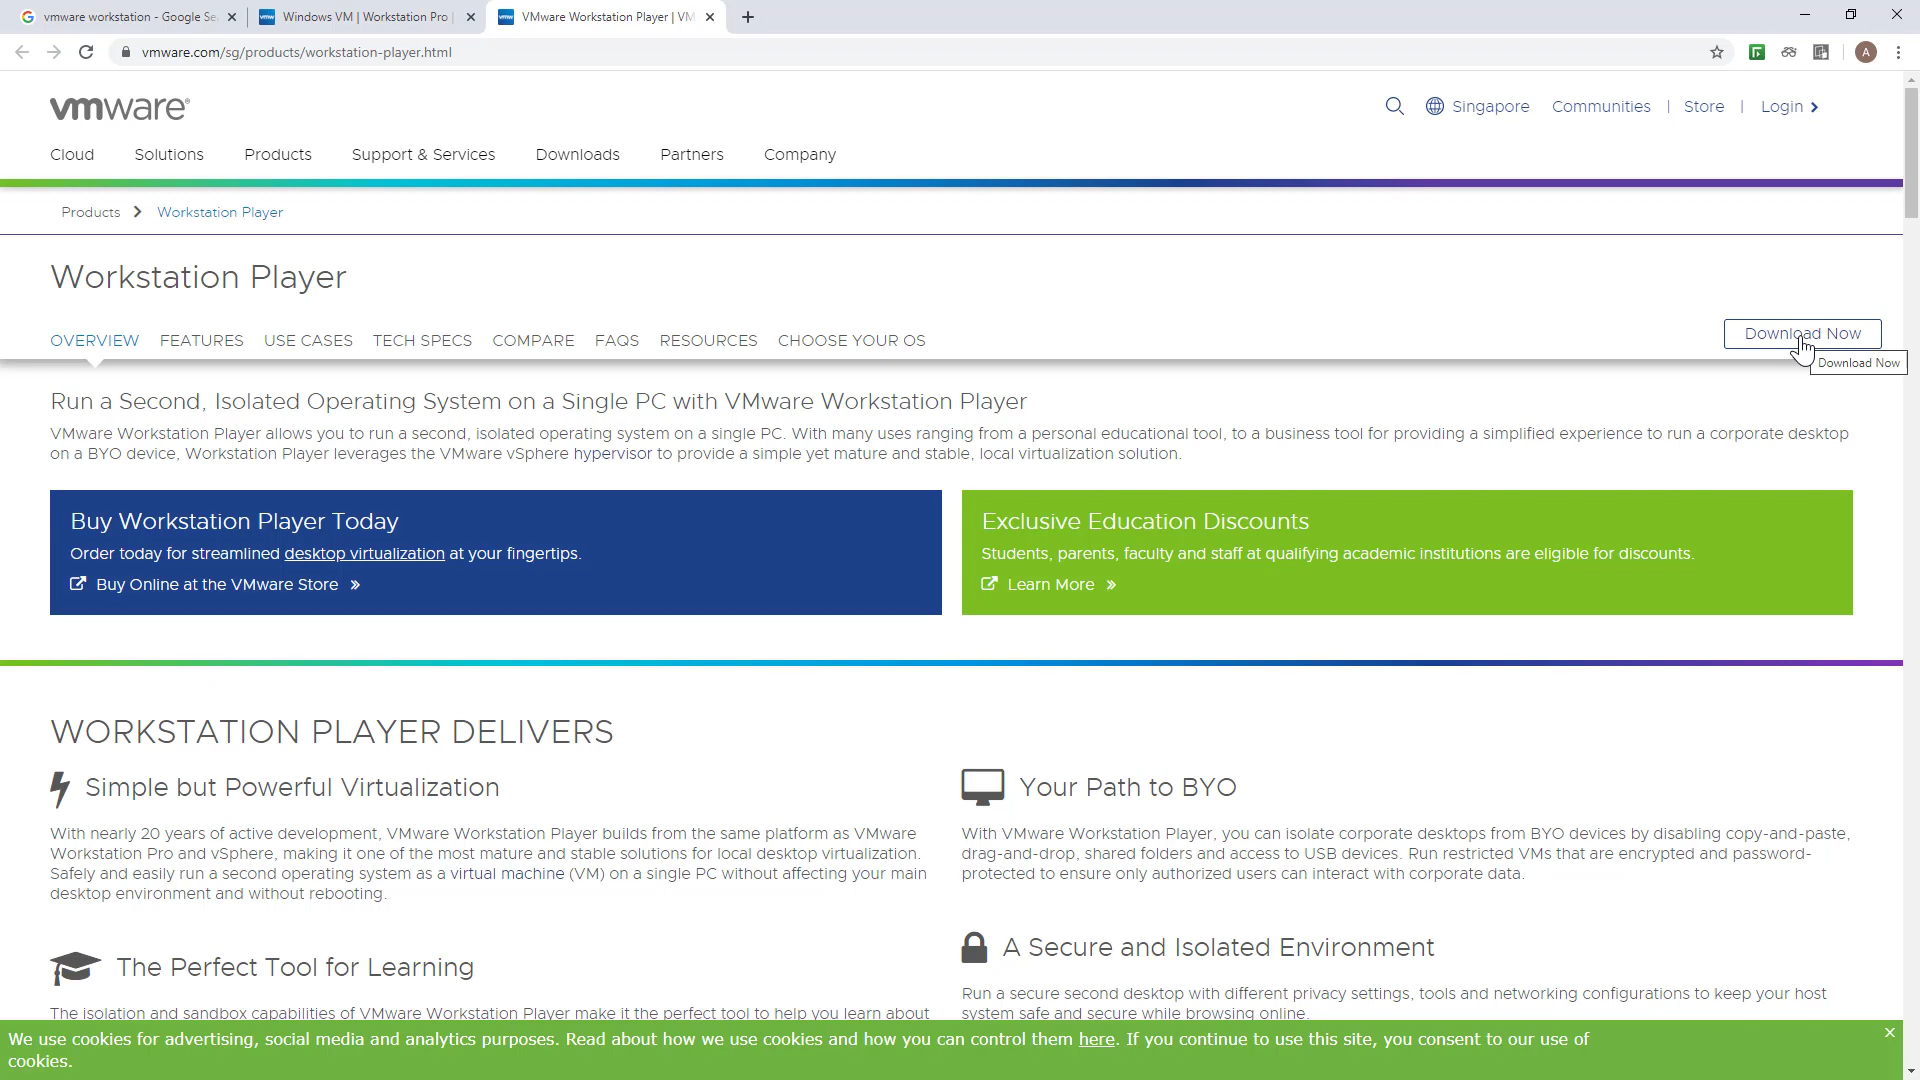 vmware workstation - Google Se
Windows VM | Workstation Pro |
VMware Workstation Player | VM
vmware.com/sg/products/workstation-player.html
A
vmware®
Singapore
Communities
|
Store
|
Login
Cloud
Solutions
Products
Support & Services
Downloads
Partners
Company
Products
Workstation Player
Workstation Player
OVERVIEW
FEATURES
USE CASES
TECH SPECS
COMPARE
FAQS
RESOURCES
CHOOSE YOUR OS
Download Now
Download Now
Run a Second, Isolated Operating System on a Single PC with VMware Workstation Player
VMware Workstation Player allows you to run a second, isolated operating system on a single PC. With many uses ranging from a personal educational tool, to a business tool for providing a simplified experience to run a corporate desktop
on a BYO device, Workstation Player leverages the VMware vSphere hypervisor to provide a simple yet mature and stable, local virtualization solution.
Buy Workstation Player Today
Order today for streamlined desktop virtualization at your fingertips.
Buy Online at the VMware Store »
Exclusive Education Discounts
Students, parents, faculty and staff at qualifying academic institutions are eligible for discounts.
Learn More »
WORKSTATION PLAYER DELIVERS
Simple but Powerful Virtualization
With nearly 20 years of active development, VMware Workstation Player builds from the same platform as VMware
Workstation Pro and vSphere, making it one of the most mature and stable solutions for local desktop virtualization.
Safely and easily run a second operating system as a virtual machine (VM) on a single PC without affecting your main
desktop environment and without rebooting.
Your Path to BYO
With VMware Workstation Player, you can isolate corporate desktops from BYO devices by disabling copy-and-paste,
drag-and-drop, shared folders and access to USB devices. Run restricted VMs that are encrypted and password-
protected to ensure only authorized users can interact with corporate data.
The Perfect Tool for Learning
The isolation and sandbox capabilities of VMware Workstation Player make it the perfect tool to help you learn about
A Secure and Isolated Environment
Run a secure second desktop with different privacy settings, tools and networking configurations to keep your host
system safe and secure while browsing online.
We use cookies for advertising, social media and analytics purposes. Read about how we use cookies and how you can control them here. If you continue to use this site, you consent to our use of
cookies.